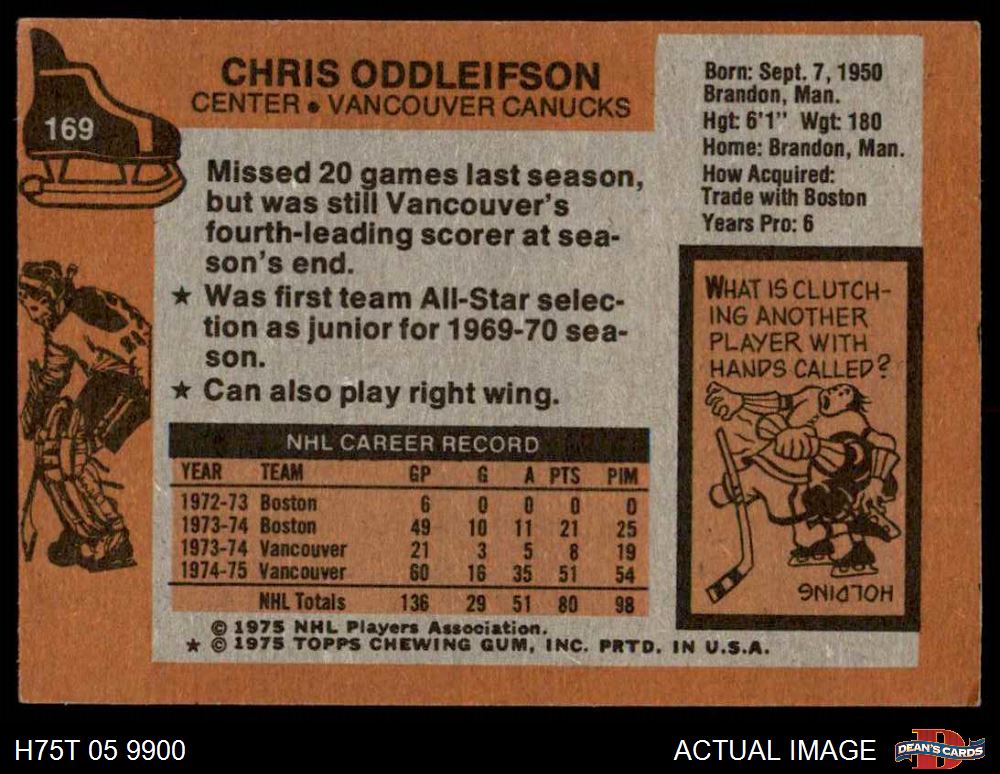 CHRIS ODDLEIFSON
CENTER • VANCOUVER CANUCKS
169
Missed 20 games last season,
but was still Vancouver's
fourth-leading scorer at sea-
son's end.
★ Was first team All-Star selec-
tion as junior for 1969-70 sea-
son.
★ Can also play right wing.
Born: Sept. 7, 1950
Brandon, Man.
Hgt: 6'1" Wgt: 180
Home: Brandon, Man.
How Acquired:
Trade with Boston
Years Pro: 6
WHAT IS CLUTCH-
ING ANOTHER
PLAYER WITH
HANDS CALLED?
HOLDING
NHL CAREER RECORD
YEAR TEAM GP G A PTS PIM
1972-73 Boston 6 0 0 0 0
1973-74 Boston 49 10 11 21 25
1973-74 Vancouver 21 3 5 8 19
1974-75 Vancouver 60 16 35 51 54
NHL Totals 136 29 51 80 98
© 1975 NHL Players Association.
★ © 1975 TOPPS CHEWING GUM, INC. PRTD. IN U.S.A.
H75T 05 9900
ACTUAL IMAGE
D
DEAN'S CARDS